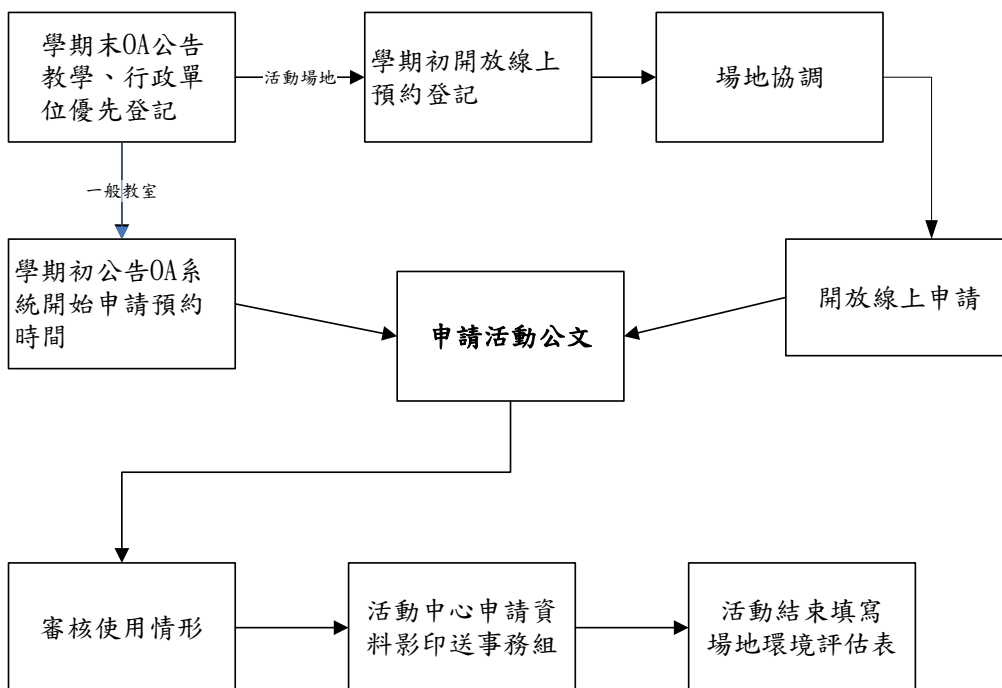 學期末OA公告
教學、行政單
位優先登記
活動場地
學期初開放線上
預約登記
場地協調
一般教室
學期初公告OA系
統開始申請預約
時間
申請活動公文
開放線上申請
審核使用情形
活動中心申請資
料影印送事務組
活動結束填寫
場地環境評估表